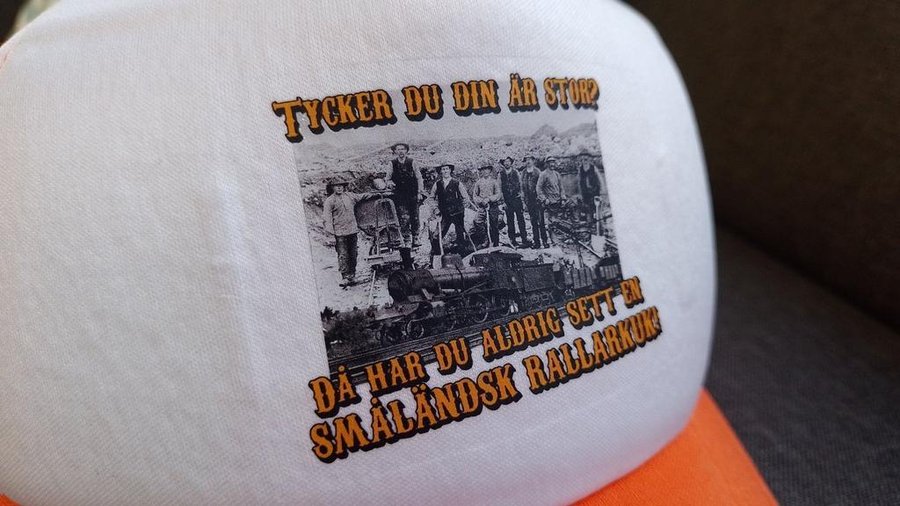 TYCKER DU DIN ÄR STOR?
DÅ HAR DU ALDRIG SETT EN
SMÅLÄNDSK RALLARKUK!